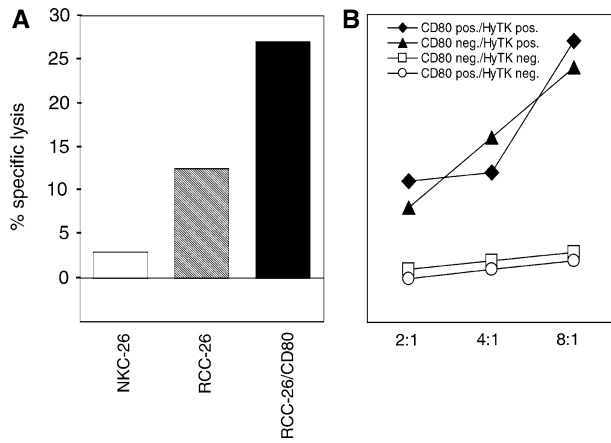 A
% specific lysis
30
25
20
15
10
5
0
NKC-26
RCC-26
RCC-26/CD80
B
CD80 pos./HyTK pos.
CD80 neg./HyTK pos.
CD80 neg./HyTK neg.
CD80 pos./HyTK neg.
2:1
4:1
8:1